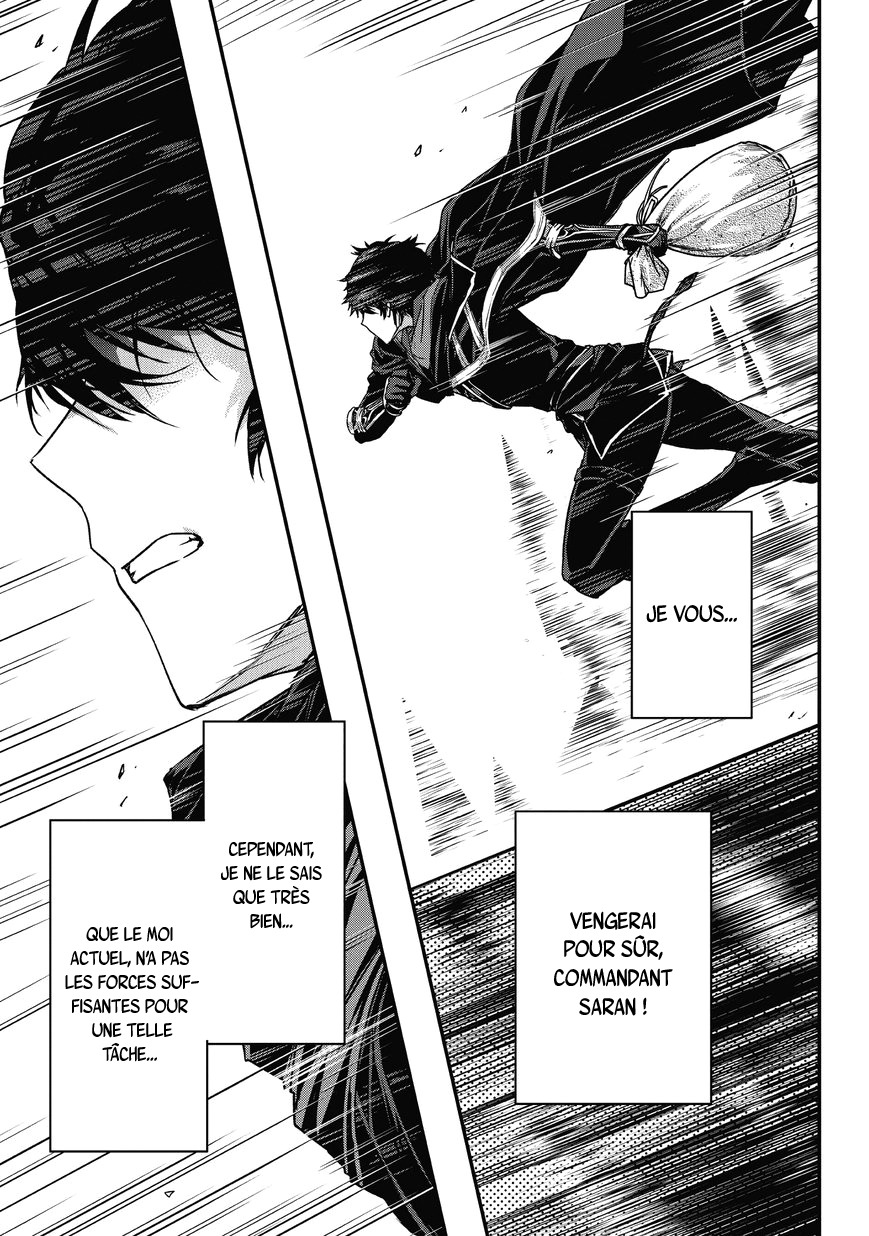 JE VOUS...
VENGERAI
POUR SÛR,
COMMANDANT
SARAN !
CEPENDANT,
JE NE LE SAIS
QUE TRÈS
BIEN...
QUE LE MOI
ACTUEL, N'A PAS
LES FORCES SUF-
FISANTES POUR
UNE TELLE
TÂCHE...